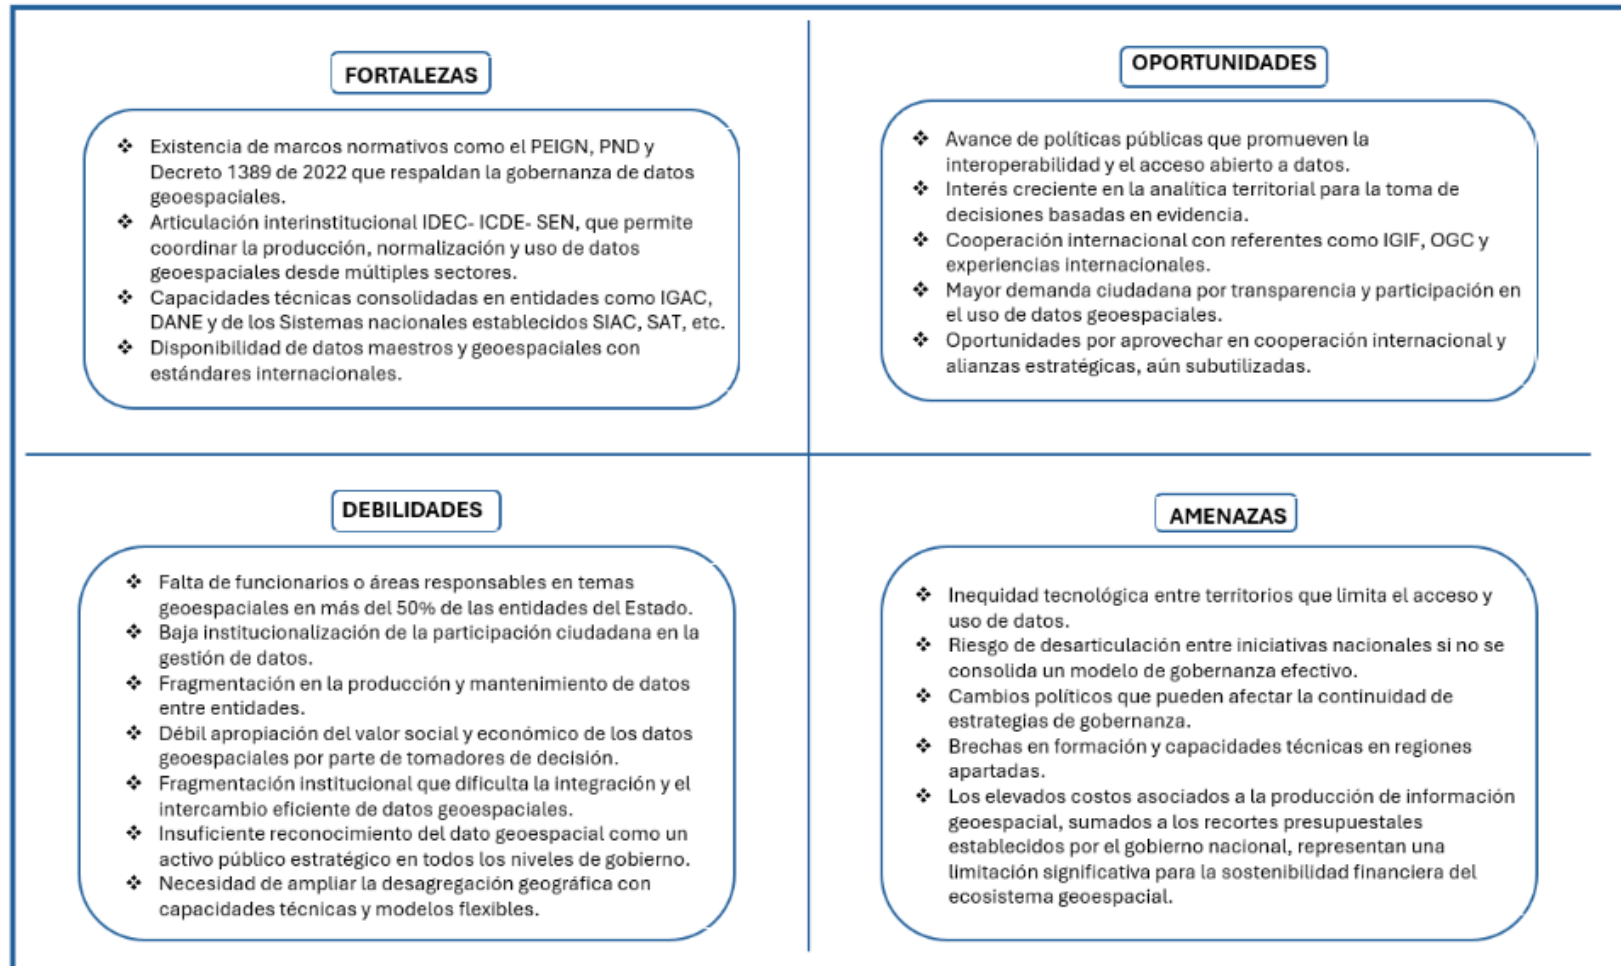 FORTALEZAS
❖ Existencia de marcos normativos como el PEIGN, PND y
Decreto 1389 de 2022 que respaldan la gobernanza de datos
geoespaciales.
❖ Articulación interinstitucional IDEC- ICDE- SEN, que permite
coordinar la producción, normalización y uso de datos
geoespaciales desde múltiples sectores.
❖ Capacidades técnicas consolidadas en entidades como IGAC,
DANE y de los Sistemas nacionales establecidos SIAC, SAT, etc.
❖ Disponibilidad de datos maestros y geoespaciales con
estándares internacionales.
OPORTUNIDADES
❖ Avance de políticas públicas que promueven la
interoperabilidad y el acceso abierto a datos.
❖ Interés creciente en la analítica territorial para la toma de
decisiones basadas en evidencia.
❖ Cooperación internacional con referentes como IGIF, OGC y
experiencias internacionales.
❖ Mayor demanda ciudadana por transparencia y participación en
el uso de datos geoespaciales.
❖ Oportunidades por aprovechar en cooperación internacional y
alianzas estratégicas, aún subutilizadas.
DEBILIDADES
❖ Falta de funcionarios o áreas responsables en temas
geoespaciales en más del 50% de las entidades del Estado.
❖ Baja institucionalización de la participación ciudadana en la
gestión de datos.
❖ Fragmentación en la producción y mantenimiento de datos
entre entidades.
❖ Débil apropiación del valor social y económico de los datos
geoespaciales por parte de tomadores de decisión.
❖ Fragmentación institucional que dificulta la integración y el
intercambio eficiente de datos geoespaciales.
❖ Insuficiente reconocimiento del dato geoespacial como un
activo público estratégico en todos los niveles de gobierno.
❖ Necesidad de ampliar la desagregación geográfica con
capacidades técnicas y modelos flexibles.
AMENAZAS
❖ Inequidad tecnológica entre territorios que limita el acceso y
uso de datos.
❖ Riesgo de desarticulación entre iniciativas nacionales si no se
consolida un modelo de gobernanza efectivo.
❖ Cambios políticos que pueden afectar la continuidad de
estrategias de gobernanza.
❖ Brechas en formación y capacidades técnicas en regiones
apartadas.
❖ Los elevados costos asociados a la producción de información
geoespacial, sumados a los recortes presupuestales
establecidos por el gobierno nacional, representan una
limitación significativa para la sostenibilidad financiera del
ecosistema geoespacial.